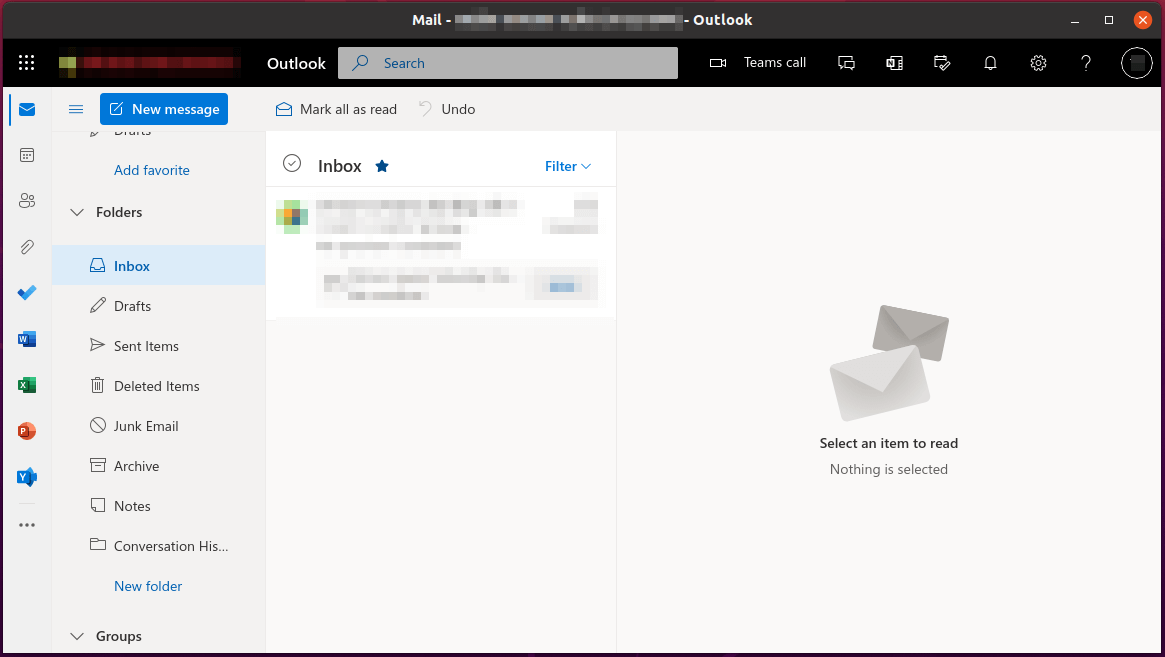 Mail - - Outlook
Outlook
Search
Teams call
New message
Mark all as read
Undo
Drafts
Add favorite
Folders
Inbox
Drafts
Sent Items
Deleted Items
Junk Email
Archive
Notes
Conversation His...
New folder
Groups
Inbox
Filter
Select an item to read
Nothing is selected